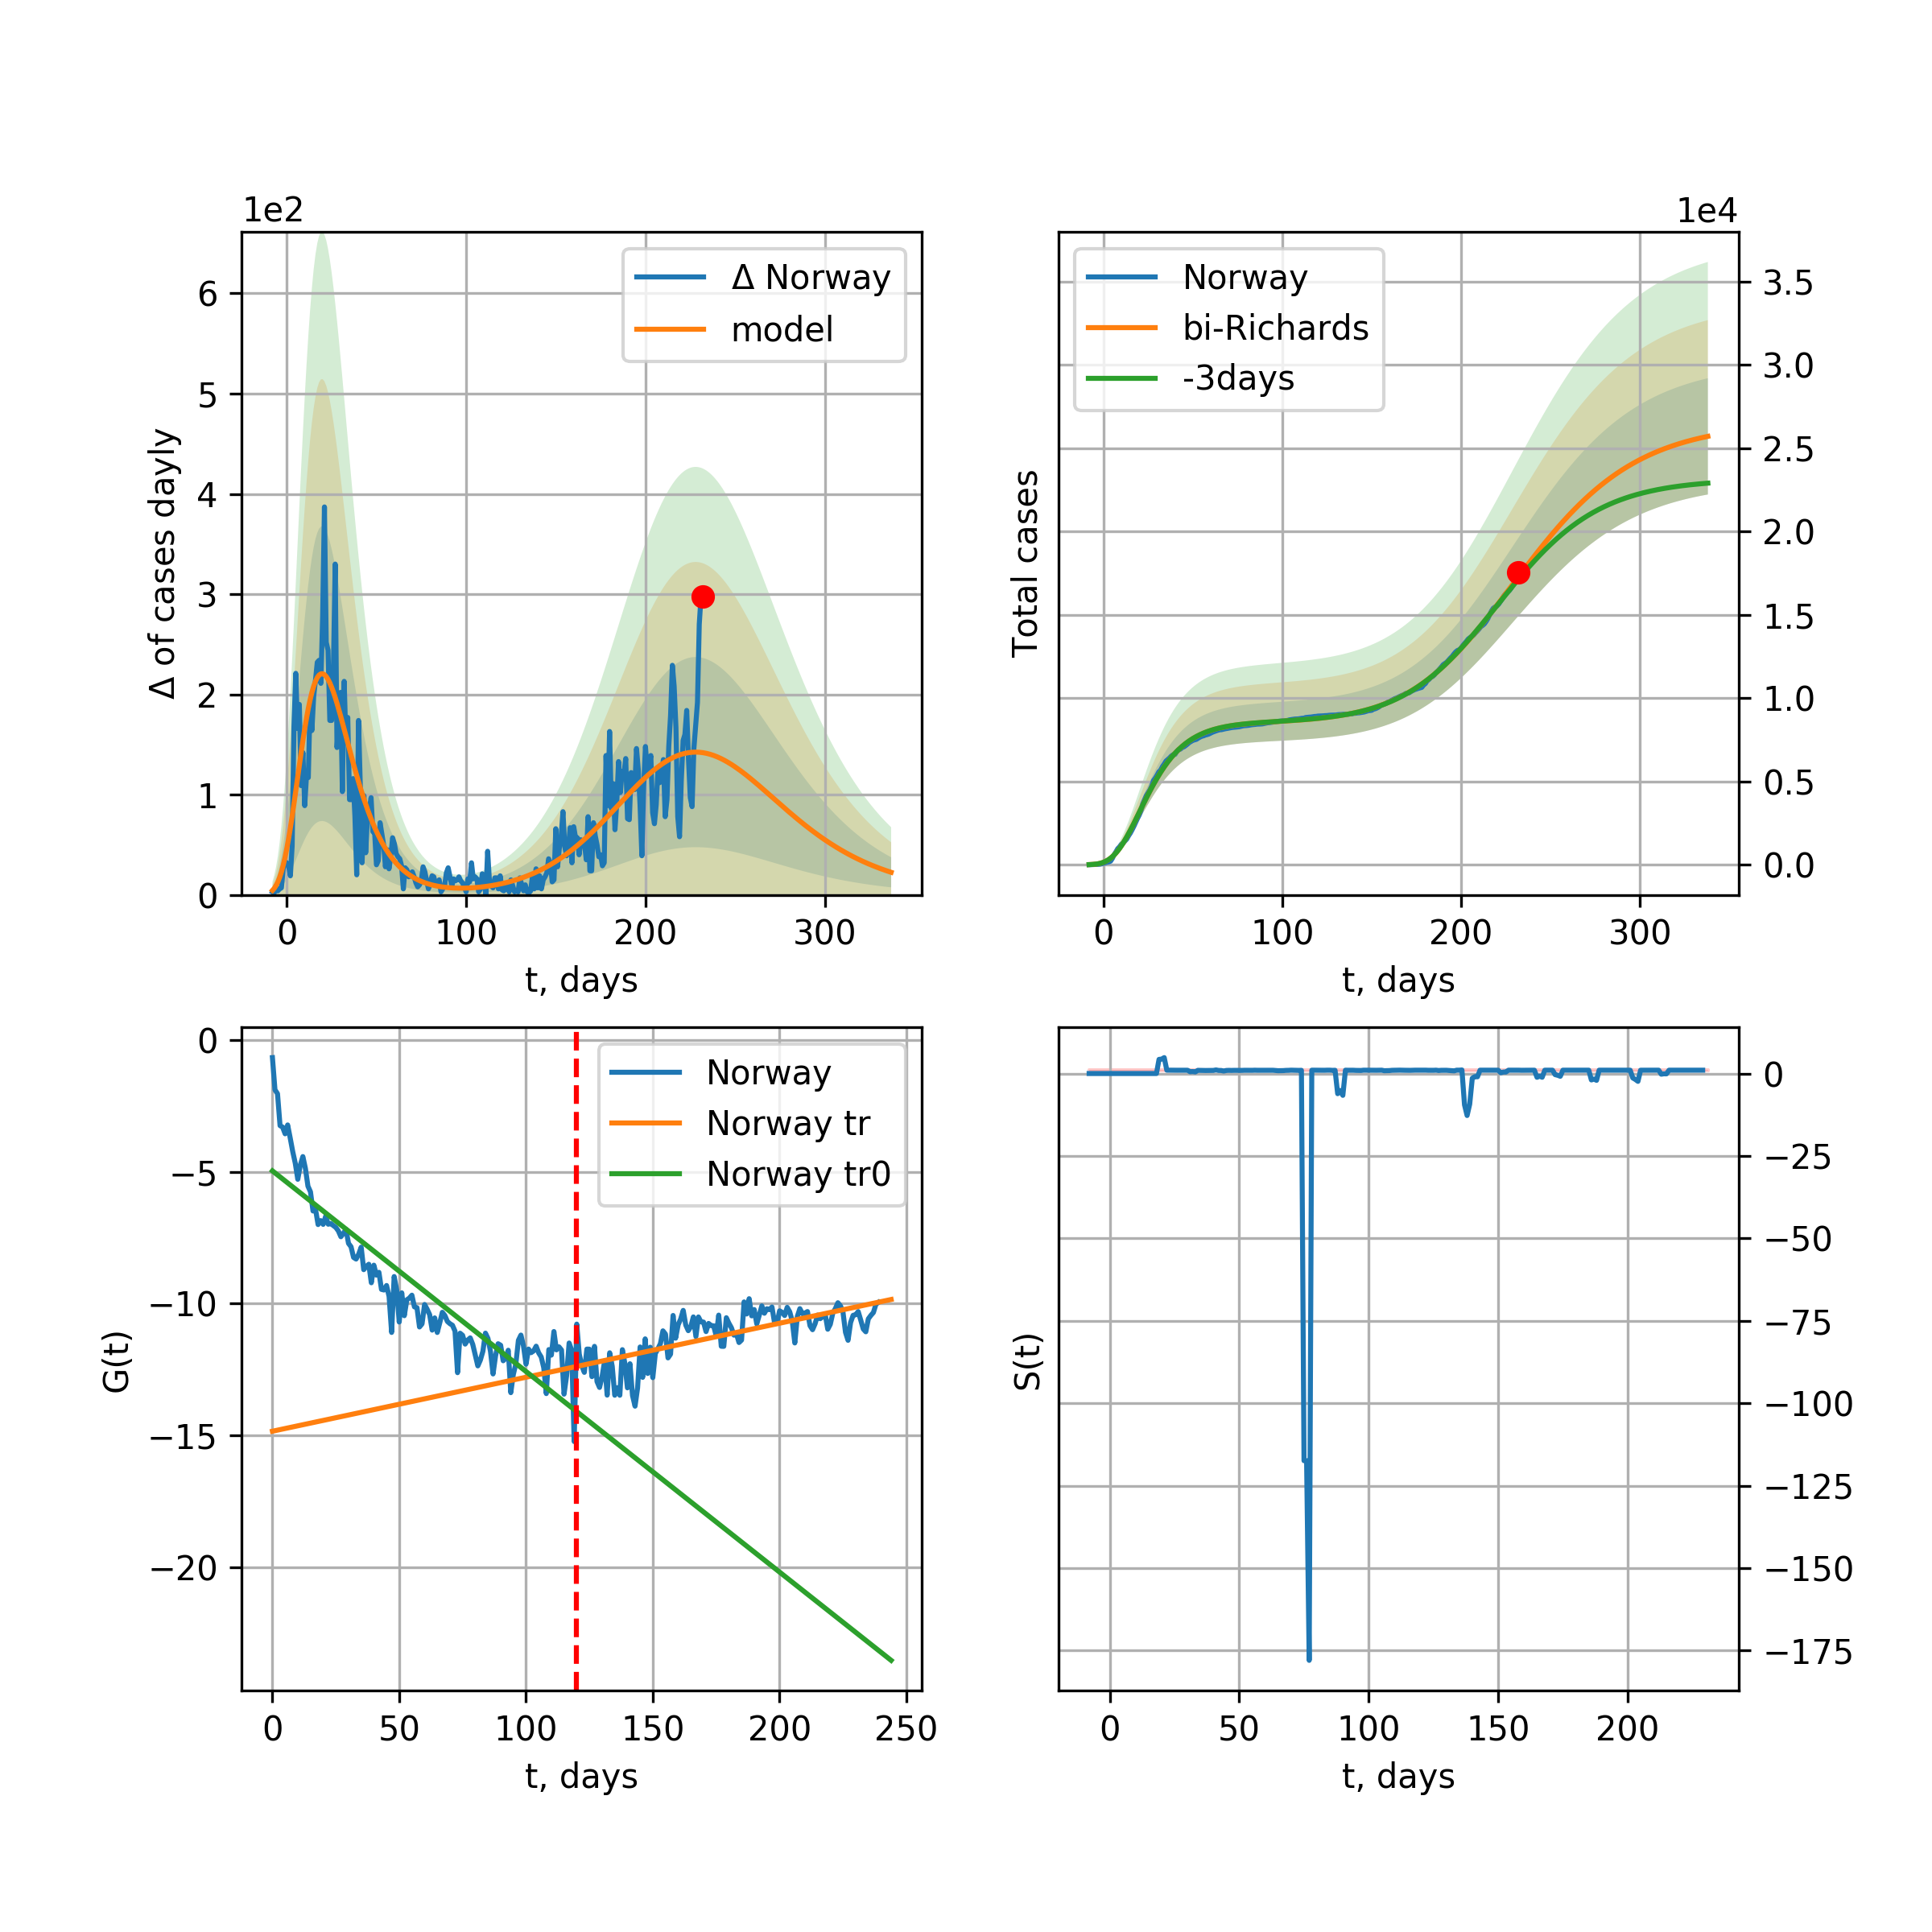 1e2
6
5
4
3
2
1
0
Δ of cases dayly
Δ Norway
model
0 100 200 300
t, days
1e4
Norway
bi-Richards
-3days
Total cases
3.5
3.0
2.5
2.0
1.5
1.0
0.5
0.0
0 100 200 300
t, days
0
−5
−10
−15
−20
G(t)
Norway
Norway tr
Norway tr0
0 50 100 150 200 250
t, days
S(t)
0
−25
−50
−75
−100
−125
−150
−175
0 50 100 150 200
t, days